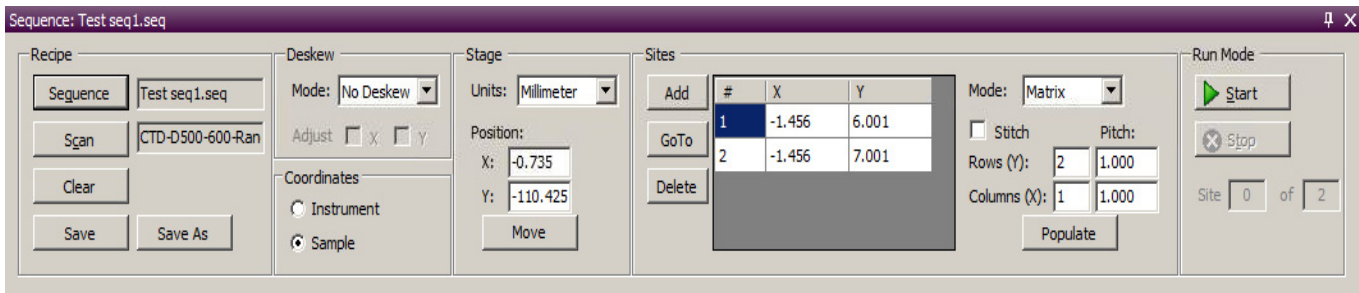 Sequence: Test seq1.seq
Recipe
Sequence
Test seq1.seq
Scan
CTD-D500-600-Ran
Clear
Save
Save As
Deskew
Mode:
No Deskew
Adjust
X
Y
Coordinates
Instrument
Sample
Stage
Units:
Millimeter
Position:
X: -0.735
Y: -110.425
Move
Sites
Add
GoTo
Delete
# X Y
1 -1.456 6.001
2 -1.456 7.001
Mode: Matrix
Stitch Pitch:
Rows (Y): 2 1.000
Columns (X): 1 1.000
Populate
Run Mode
Start
Stop
Site 0 of 2